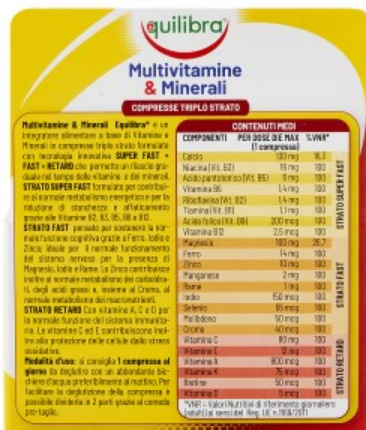 equilibra
Multivitamine
& Minerali
COMPRESSE TRIPLO STRATO
Multivitamine & Minerali Equilibra® è un
integratore alimentare a base di Vitamine e
Minerali in compresse triplo strato formulato
con tecnologia innovativa SUPER FAST +
FAST + RETARD che permette un rilascio gra-
duale nel tempo delle vitamine e dei minerali.
STRATO SUPER FAST formulato per contribui-
re al normale metabolismo energetico e per la
riduzione di stanchezza e affaticamento
grazie alle Vitamine B2, B3, B5, B6 e B12.
STRATO FAST pensato per sostenere la nor-
male funzione cognitiva grazie a Ferro, Iodio e
Zinco; ideale per il normale funzionamento
del sistema nervoso per la presenza di
Magnesio, Iodio e Rame. Lo Zinco contribuisce
inoltre al normale metabolismo dei carboidra-
ti, degli acidi grassi e, insieme al Cromo, al
normale metabolismo dei macronutrienti.
STRATO RETARD Con vitamine A, C e D per
la normale funzione del sistema immunita-
rio. Le vitamine C ed E contribuiscono inol-
tre alla protezione delle cellule dallo stress
ossidativo.
Modalità d'uso: si consiglia 1 compressa al
giorno da deglutire con un abbondante bic-
chiere d'acqua preferibilmente al mattino. Per
facilitare la deglutizione della compressa è
possibile dividerla in 2 parti grazie al comodo
pre-taglio.
CONTENUTI MEDI
COMPONENTI PER DOSE DIE MAX %VNR*
(1 compressa)
Calcio 130 mg 16,3
Niacina (Vit. B3) 16 mg 100
Acido pantotenico (Vit. B5) 6 mg 100
Vitamina B6 1,4 mg 100
Riboflavina (Vit. B2) 1,4 mg 100
Tiamina (Vit. B1) 1,1 mg 100
Acido folico (Vit. B9) 200 mcg 100
Vitamina B12 2,5 mcg 100
STRATO SUPER FAST
Magnesio 100 mg 26,7
Ferro 14 mg 100
Zinco 10 mg 100
Manganese 2 mg 100
Rame 1 mg 100
Iodio 150 mcg 100
Selenio 55 mcg 100
Molibdeno 50 mcg 100
Cromo 40 mcg 100
STRATO FAST
Vitamina C 80 mg 100
Vitamina E 12 mg 100
Vitamina A 800 mcg 100
Vitamina K 75 mcg 100
Biotina 50 mcg 100
Vitamina D 5 mcg 100
STRATO RETARD
*VNR = Valori Nutritivi di riferimento giornaliero
(adulti) ai sensi del Reg. UE n.1169/2011